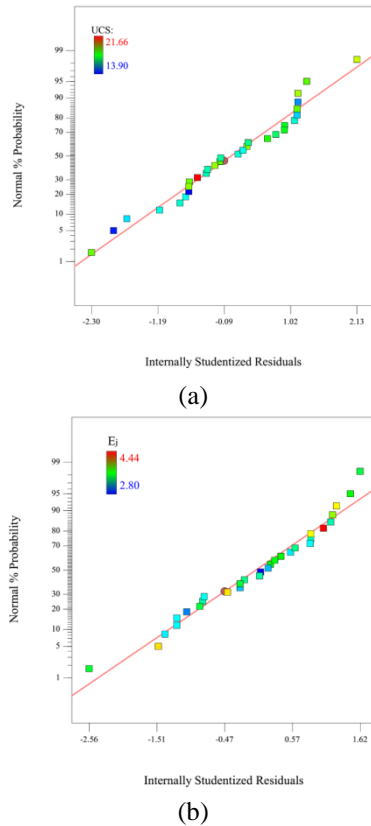 UCS:
21.66
13.90
Normal % Probability
99
95
90
80
70
50
30
20
10
5
1
-2.30 -1.19 -0.09 1.02 2.13
Internally Studentized Residuals
(a)
Ej
4.44
2.80
Normal % Probability
99
95
90
80
70
50
30
20
10
5
1
-2.56 -1.51 -0.47 0.57 1.62
Internally Studentized Residuals
(b)